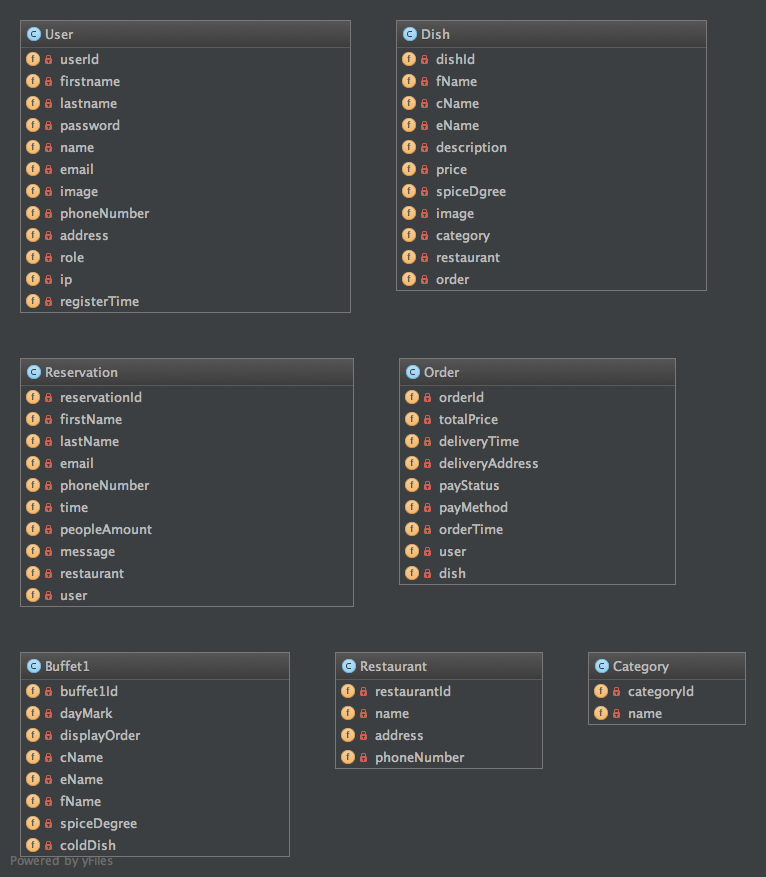 User
userId
firstname
lastname
password
name
email
image
phoneNumber
address
role
ip
registerTime
Dish
dishId
fName
cName
eName
description
price
spiceDgree
image
category
restaurant
order
Reservation
reservationId
firstName
lastName
email
phoneNumber
time
peopleAmount
message
restaurant
user
Order
orderId
totalPrice
deliveryTime
deliveryAddress
payStatus
payMethod
orderTime
user
dish
Buffet1
buffet1Id
dayMark
displayOrder
cName
eName
fName
spiceDegree
coldDish
Restaurant
restaurantId
name
address
phoneNumber
Category
categoryId
name
Powered by yFiles